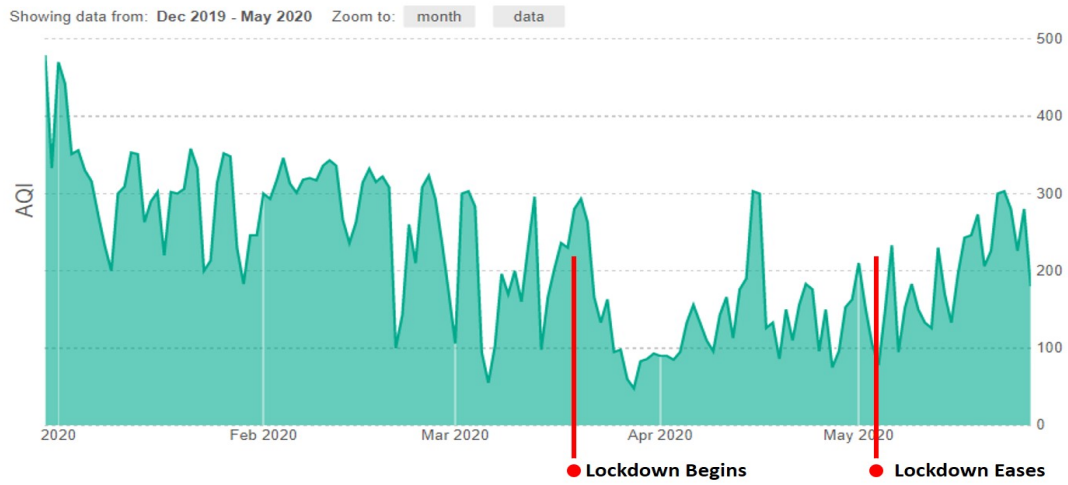 Showing data from: Dec 2019 - May 2020 Zoom to: month data
500
400
300
200
100
0
AQI
2020 Feb 2020 Mar 2020 Apr 2020 May 2020
Lockdown Begins Lockdown Eases